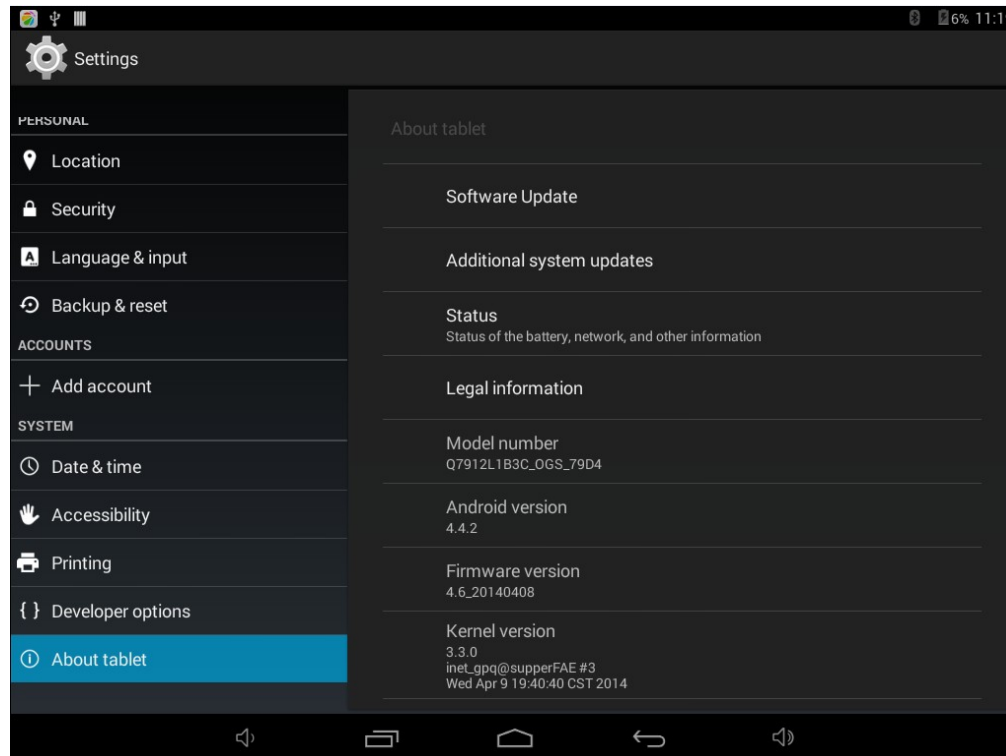 6% 11:1
Settings
PERSONAL
Location
Security
Language & input
Backup & reset
ACCOUNTS
Add account
SYSTEM
Date & time
Accessibility
Printing
Developer options
About tablet
About tablet
Software Update
Additional system updates
Status
Status of the battery, network, and other information
Legal information
Model number
Q7912L1B3C_OGS_79D4
Android version
4.4.2
Firmware version
4.6_20140408
Kernel version
3.3.0
inet_gpq@supperFAE #3
Wed Apr 9 19:40:40 CST 2014